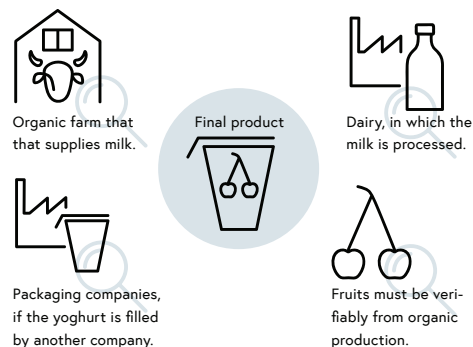 Organic farm that
that supplies milk.
Final product
Dairy, in which the
milk is processed.
Packaging companies,
if the yoghurt is filled
by another company.
Fruits must be veri-
fiably from organic
production.